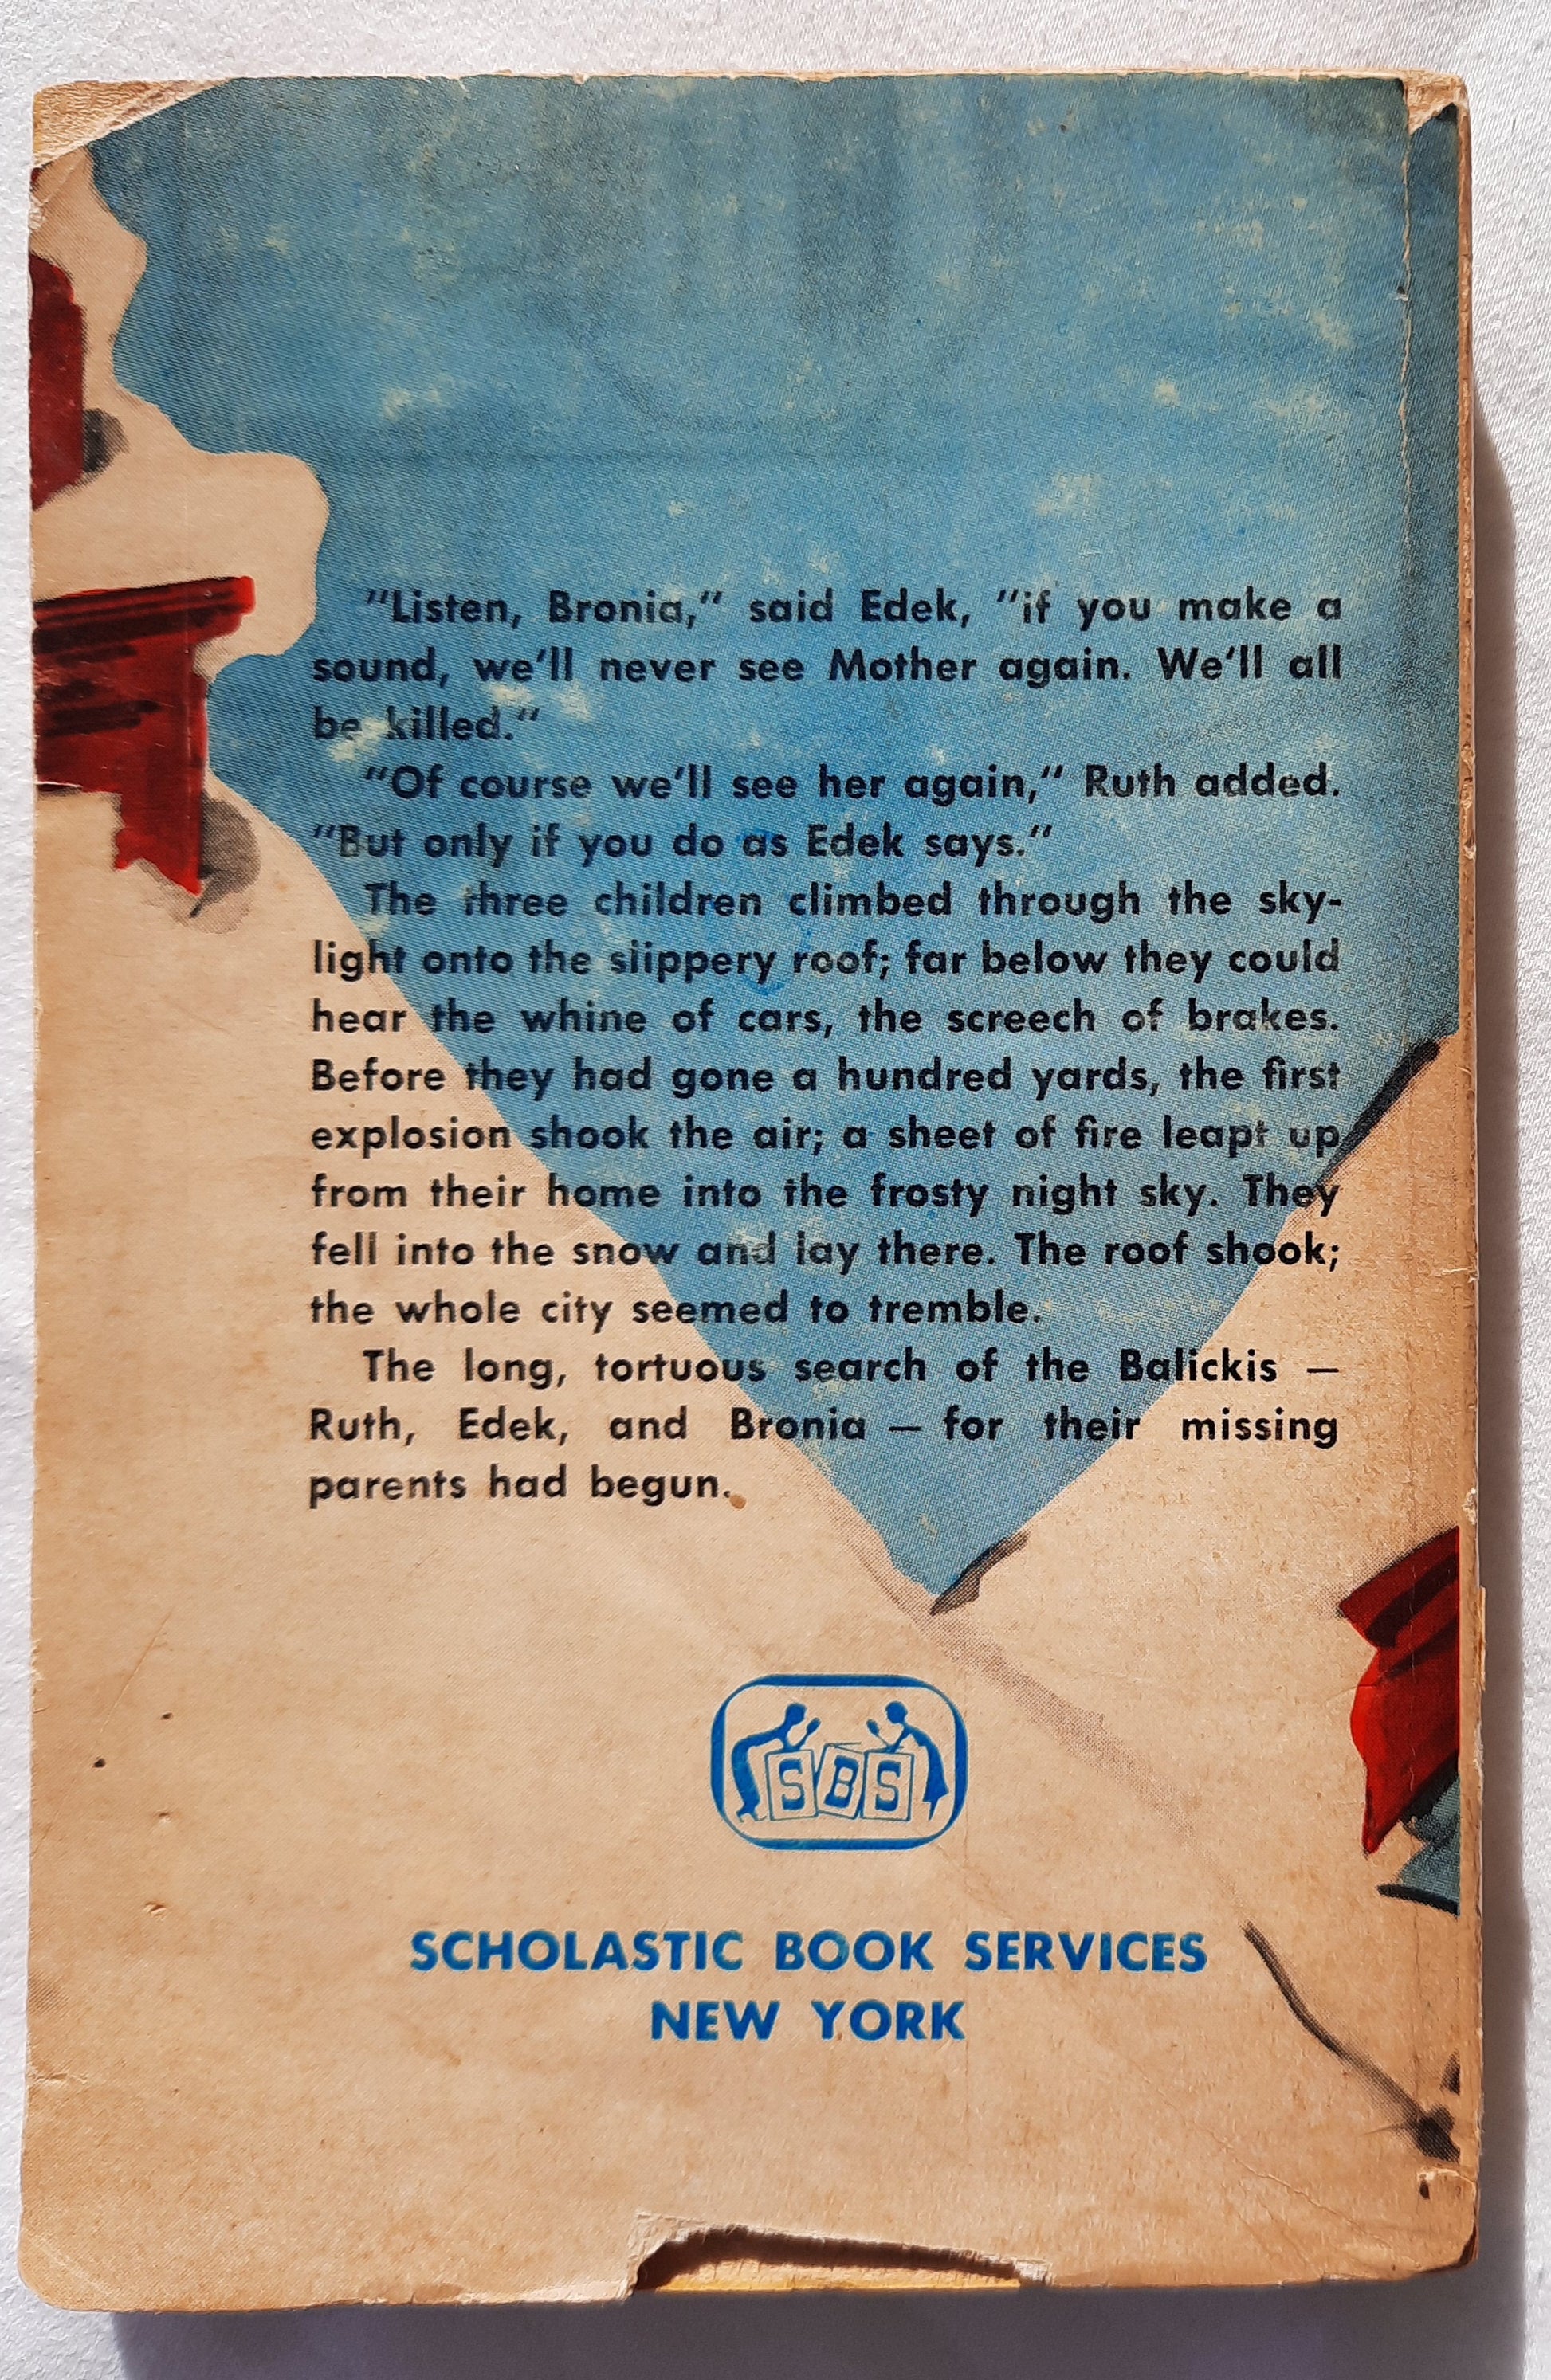 "Listen, Bronia," said Edek, "if you make a
sound, we'll never see Mother again. We'll all
be killed."
"Of course we'll see her again," Ruth added.
"But only if you do as Edek says."
The three children climbed through the sky-
light onto the slippery roof; far below they could
hear the whine of cars, the screech of brakes.
Before they had gone a hundred yards, the first
explosion shook the air; a sheet of fire leapt up
from their home into the frosty night sky. They
fell into the snow and lay there. The roof shook;
the whole city seemed to tremble.
The long, tortuous search of the Balickis —
Ruth, Edek, and Bronia — for their missing
parents had begun.
SBS
SCHOLASTIC BOOK SERVICES
NEW YORK